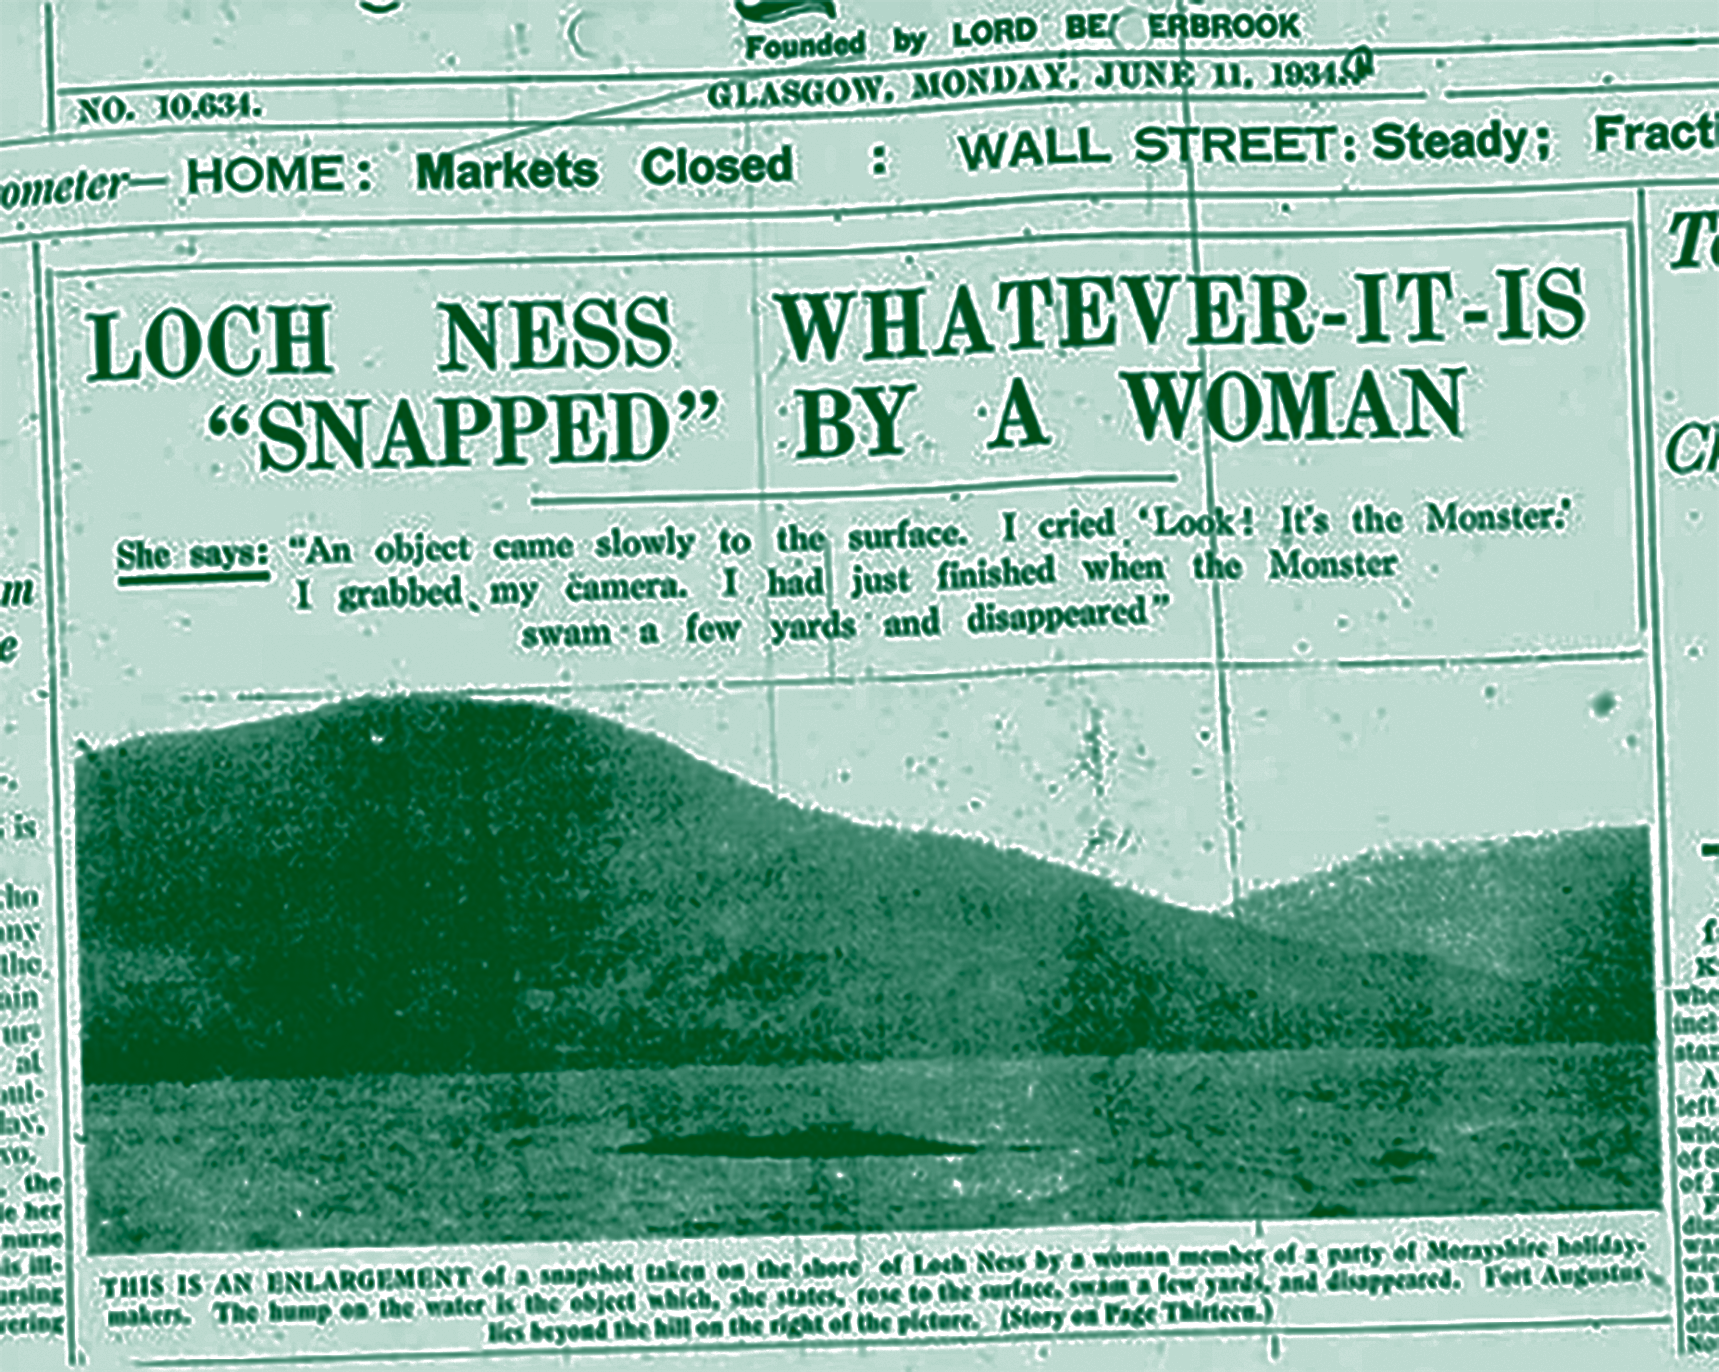 Founded by LORD BEA ERBROOK
NO. 10,634.
GLASGOW, MONDAY, JUNE 11, 1934.
ometer— HOME: Markets Closed : WALL STREET: Steady; Fracti
LOCH NESS WHATEVER-IT-IS
“SNAPPED” BY A WOMAN
She says: “An object came slowly to the surface. I cried ‘Look! It's the Monster.’
I grabbed my camera. I had just finished when the Monster
swam a few yards and disappeared”
THIS IS AN ENLARGEMENT of a snapshot taken on the shore of Loch Ness by a woman member of a party of Morayshire holiday-
makers. The hump on the water is the object which, she states, rose to the surface, swam a few yards, and disappeared. Fort Augustus
lies beyond the hill on the right of the picture. (Story on Page Thirteen.)